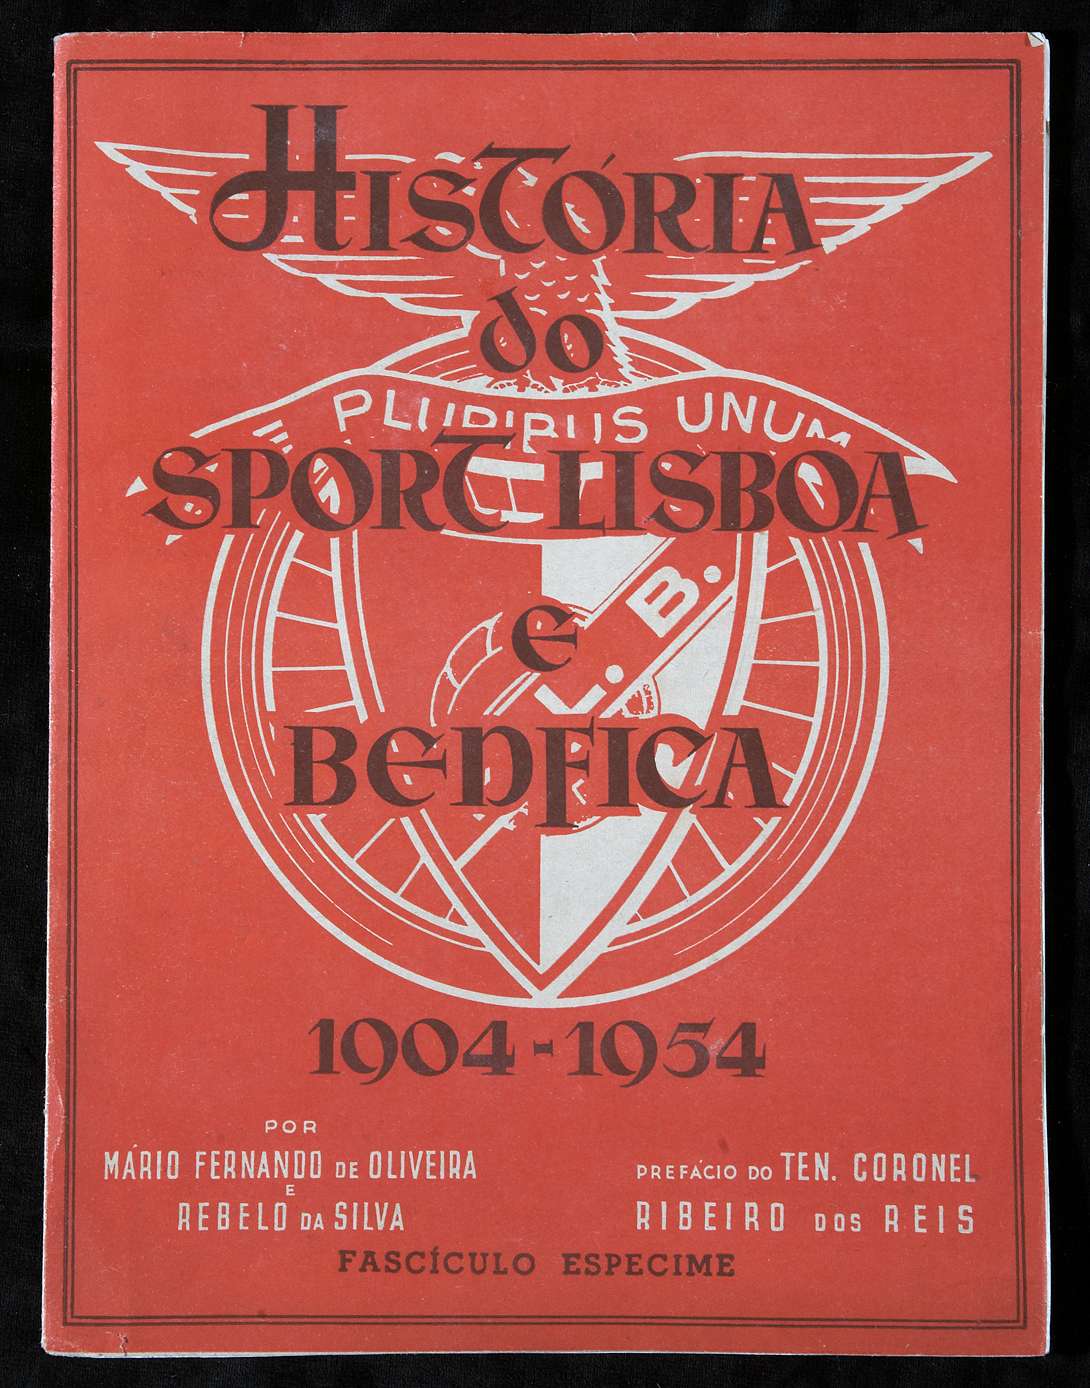 HISTÓRIA
do
PLURIBUS UNUM
SPORT LISBOA
L. B.
e
BENFICA
1904-1954
POR
MÁRIO FERNANDO DE OLIVEIRA
E
REBELO DA SILVA
PREFÁCIO DO TEN. CORONEL
RIBEIRO DOS REIS
FASCÍCULO ESPECIME